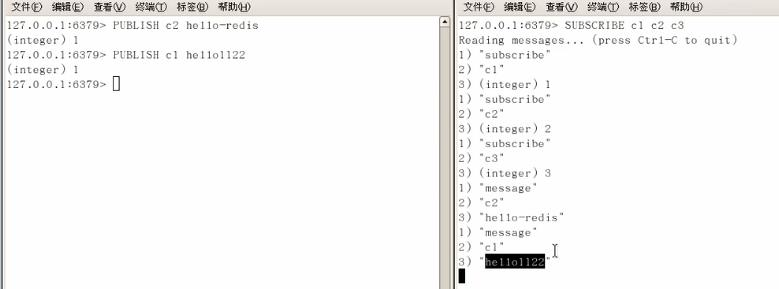 文件(F) 编辑(E) 查看(V) 终端(T) 标签(B) 帮助(H)
127.0.0.1:6379> PUBLISH c2 hello-redis
(integer) 1
127.0.0.1:6379> PUBLISH c1 hello1122
(integer) 1
127.0.0.1:6379>
文件(F) 编辑(E) 查看(V) 终端(T) 标签(B) 帮助(H)
127.0.0.1:6379> SUBSCRIBE c1 c2 c3
Reading messages... (press Ctrl-C to quit)
1) "subscribe"
2) "c1"
3) (integer) 1
1) "subscribe"
2) "c2"
3) (integer) 2
1) "subscribe"
2) "c3"
3) (integer) 3
1) "message"
2) "c2"
3) "hello-redis"
1) "message"
2) "c1"
3) "hello1122"